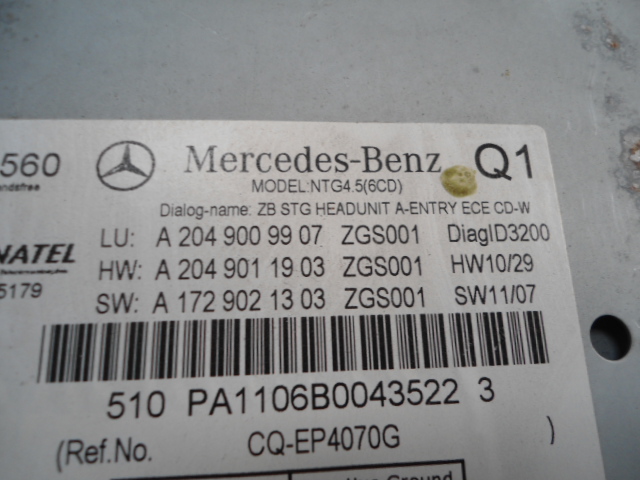 560
Mercedes-Benz
Q1
MODEL:NTG4.5(6CD)
Dialog-name: ZB STG HEADUNIT A-ENTRY ECE CD-W
NATEL
5179
LU: A 204 900 99 07 ZGS001 DiagID3200
HW: A 204 901 19 03 ZGS001 HW10/29
SW: A 172 902 13 03 ZGS001 SW11/07
510 PA1106B0043522 3
(Ref.No. CQ-EP4070G )